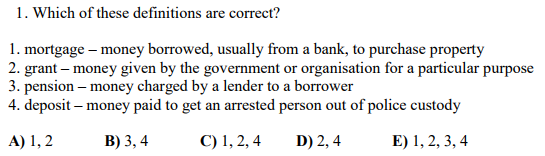 1. Which of these definitions are correct?
1. mortgage – money borrowed, usually from a bank, to purchase property
2. grant – money given by the government or organisation for a particular purpose
3. pension – money charged by a lender to a borrower
4. deposit – money paid to get an arrested person out of police custody
A) 1, 2 B) 3, 4 C) 1, 2, 4 D) 2, 4 E) 1, 2, 3, 4